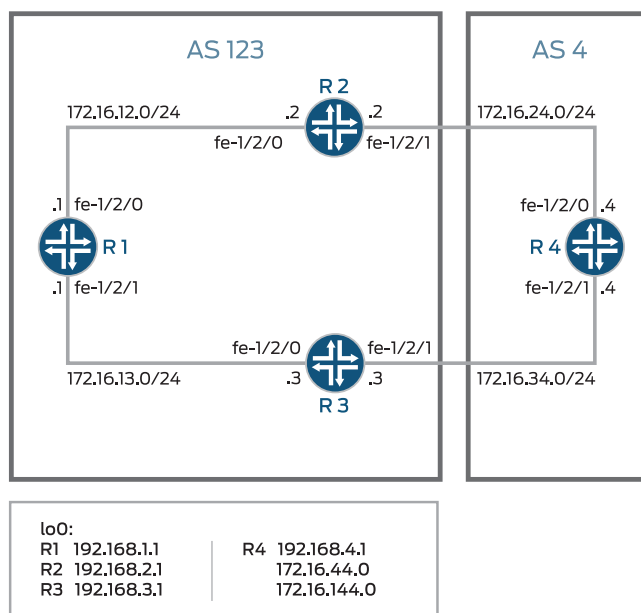 AS 123
AS 4
R 2
172.16.12.0/24
.2
.2
172.16.24.0/24
fe-1/2/0
fe-1/2/1
.1 fe-1/2/0
fe-1/2/0 .4
R 1
R 4
.1 fe-1/2/1
fe-1/2/1 .4
fe-1/2/0
fe-1/2/1
172.16.13.0/24
.3
.3
172.16.34.0/24
R 3
lo0:
R1 192.168.1.1
R2 192.168.2.1
R3 192.168.3.1
R4 192.168.4.1
172.16.44.0
172.16.144.0